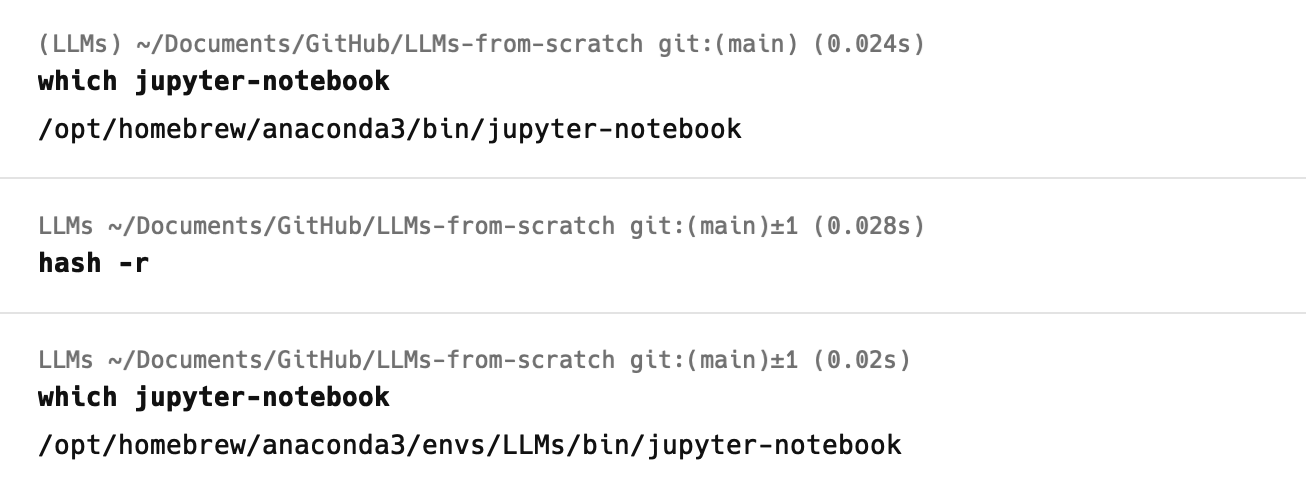 (LLMs) ~/Documents/GitHub/LLMs-from-scratch git:(main) (0.024s)
which jupyter-notebook
/opt/homebrew/anaconda3/bin/jupyter-notebook
LLMs ~/Documents/GitHub/LLMs-from-scratch git:(main)±1 (0.028s)
hash -r
LLMs ~/Documents/GitHub/LLMs-from-scratch git:(main)±1 (0.02s)
which jupyter-notebook
/opt/homebrew/anaconda3/envs/LLMs/bin/jupyter-notebook